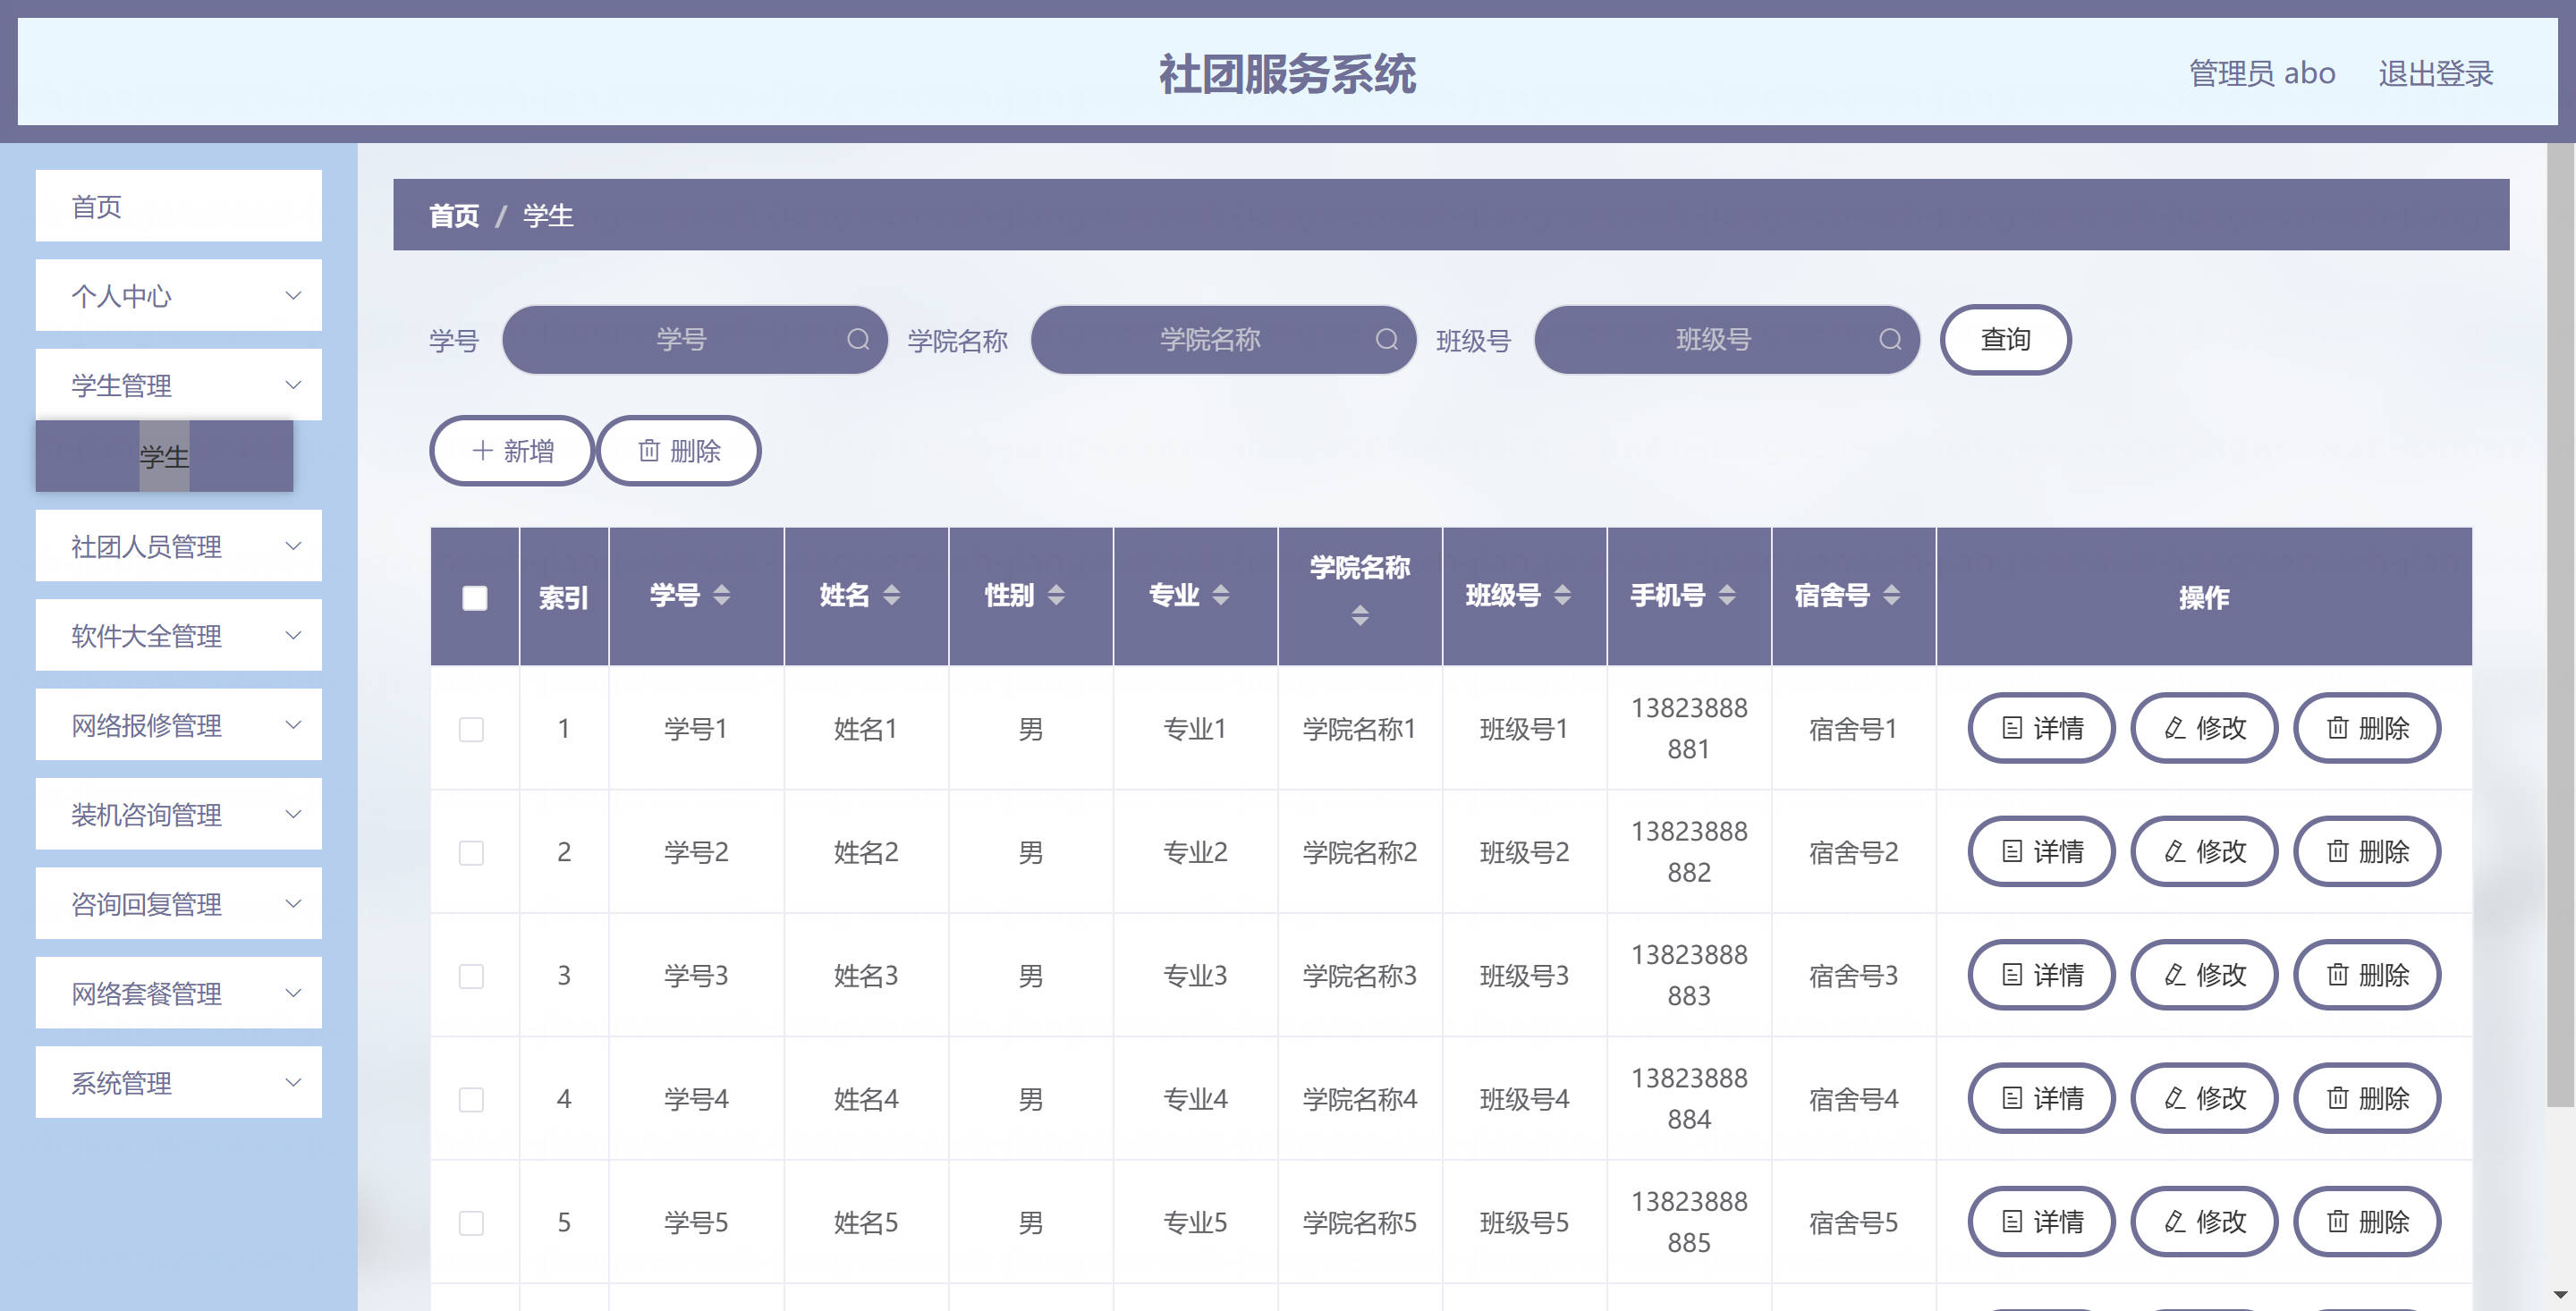 社团服务系统
管理员 abo 退出登录
首页
个人中心
学生管理
学生
社团人员管理
软件大全管理
网络报修管理
装机咨询管理
咨询回复管理
网络套餐管理
系统管理
首页 / 学生
学号 学号 学院名称 学院名称 班级号 班级号 查询
新增 删除
索引 学号 姓名 性别 专业 学院名称 班级号 手机号 宿舍号 操作
1 学号1 姓名1 男 专业1 学院名称1 班级号1 13823888881 宿舍号1 详情 修改 删除
2 学号2 姓名2 男 专业2 学院名称2 班级号2 13823888882 宿舍号2 详情 修改 删除
3 学号3 姓名3 男 专业3 学院名称3 班级号3 13823888883 宿舍号3 详情 修改 删除
4 学号4 姓名4 男 专业4 学院名称4 班级号4 13823888884 宿舍号4 详情 修改 删除
5 学号5 姓名5 男 专业5 学院名称5 班级号5 13823888885 宿舍号5 详情 修改 删除